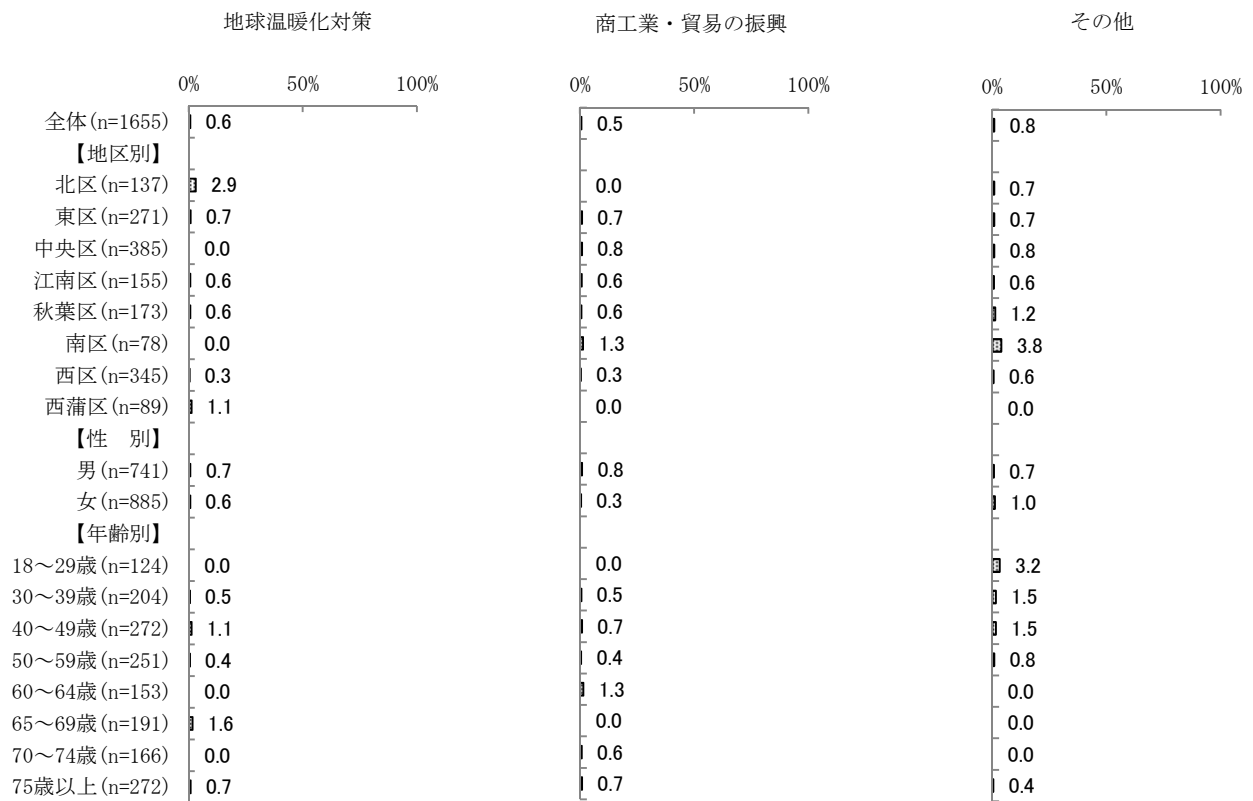 地球温暖化対策 商工業・貿易の振興 その他
0% 50% 100% 0% 50% 100% 0% 50% 100%
全体(n=1655) 0.6 0.5 0.8
【地区別】
北区(n=137) 2.9 0.0 0.7
東区(n=271) 0.7 0.7 0.7
中央区(n=385) 0.0 0.8 0.8
江南区(n=155) 0.6 0.6 0.6
秋葉区(n=173) 0.6 0.6 1.2
南区(n=78) 0.0 1.3 3.8
西区(n=345) 0.3 0.3 0.6
西蒲区(n=89) 1.1 0.0 0.0
【性　別】
男(n=741) 0.7 0.8 0.7
女(n=885) 0.6 0.3 1.0
【年齢別】
18～29歳(n=124) 0.0 0.0 3.2
30～39歳(n=204) 0.5 0.5 1.5
40～49歳(n=272) 1.1 0.7 1.5
50～59歳(n=251) 0.4 0.4 0.8
60～64歳(n=153) 0.0 1.3 0.0
65～69歳(n=191) 1.6 0.0 0.0
70～74歳(n=166) 0.0 0.6 0.0
75歳以上(n=272) 0.7 0.7 0.4